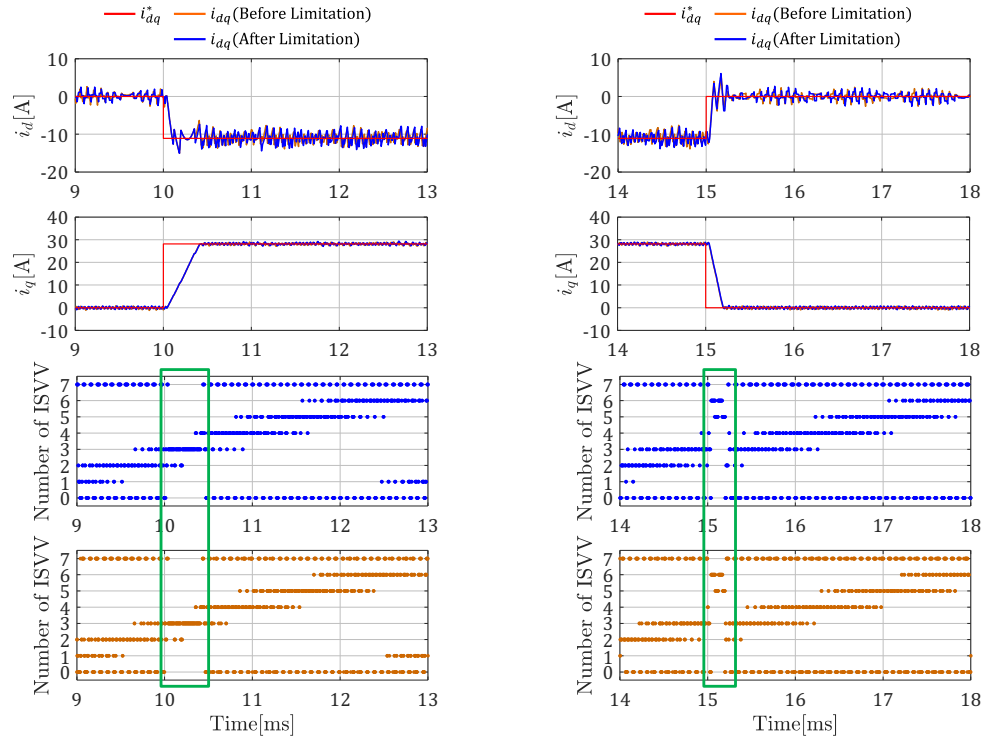 i*dq idq(Before Limitation)
idq(After Limitation)
id[A]
10
0
-10
-20
9 10 11 12 13
iq[A]
40
30
20
10
0
-10
9 10 11 12 13
Number of ISVV
7
6
5
4
3
2
1
0
9 10 11 12 13
Number of ISVV
7
6
5
4
3
2
1
0
9 10 11 12 13
Time[ms]
i*dq idq(Before Limitation)
idq(After Limitation)
id[A]
10
0
-10
-20
14 15 16 17 18
iq[A]
40
30
20
10
0
-10
14 15 16 17 18
Number of ISVV
7
6
5
4
3
2
1
0
14 15 16 17 18
Number of ISVV
7
6
5
4
3
2
1
0
14 15 16 17 18
Time[ms]